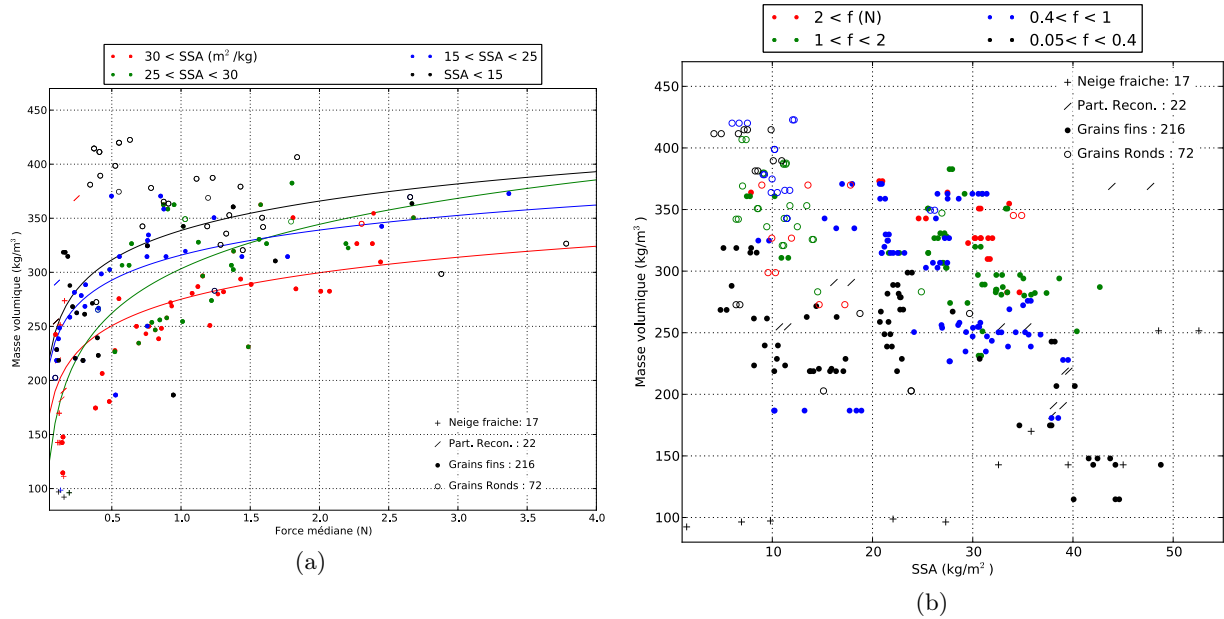 30 < SSA (m² /kg)
15 < SSA < 25
25 < SSA < 30
SSA < 15
450
400
350
300
250
200
150
100
Masse volumique (kg/m³)
Neige fraiche: 17
Part. Recon. : 22
Grains fins : 216
Grains Ronds : 72
0.5 1.0 1.5 2.0 2.5 3.0 3.5 4.0
Force médiane (N)
(a)
2 < f (N)
0.4< f < 1
1 < f < 2
0.05< f < 0.4
450
400
350
300
250
200
150
100
Masse volumique (kg/m³)
Neige fraiche: 17
Part. Recon. : 22
Grains fins : 216
Grains Ronds : 72
10 20 30 40 50
SSA (kg/m² )
(b)